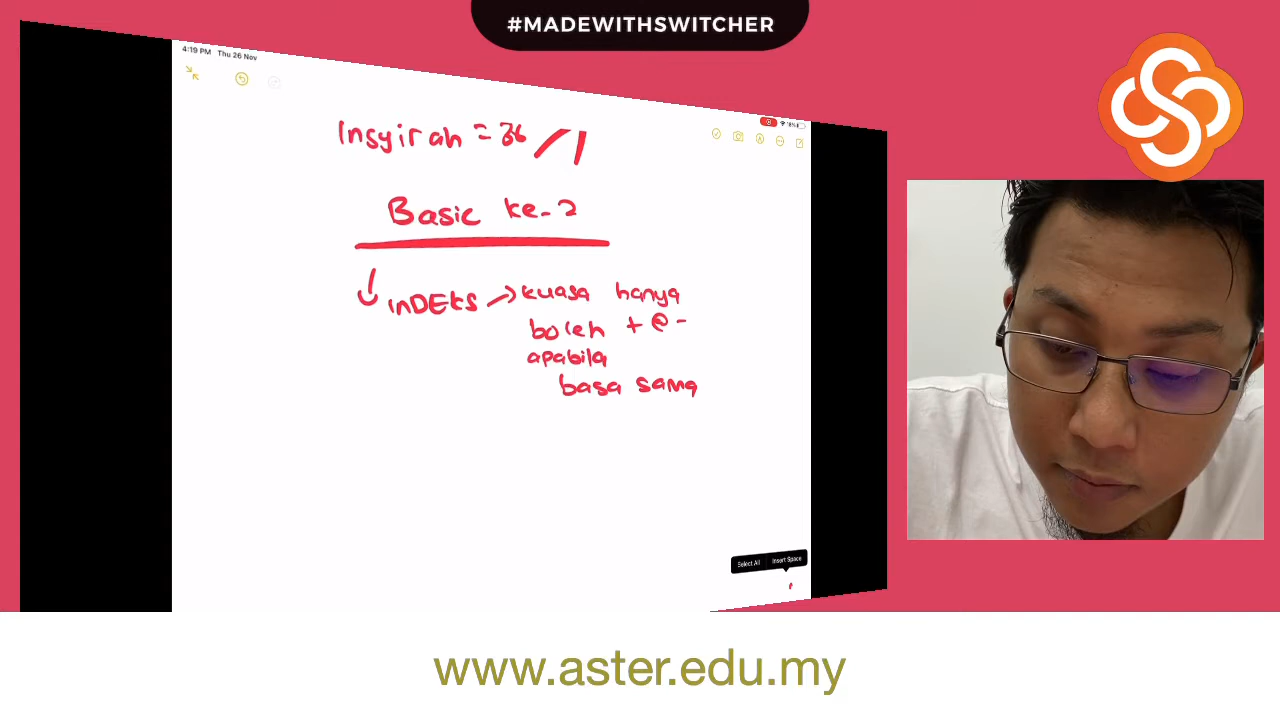 #MADEWITHSWITCHER
4:19 PM Thu 26 Nov
18%
Insyirah = 36 //
Basic ke-2
↓ inDEKS → kuasa hanya
boleh + @ -
apabila
basa sama
Select All Insert Space
www.aster.edu.my